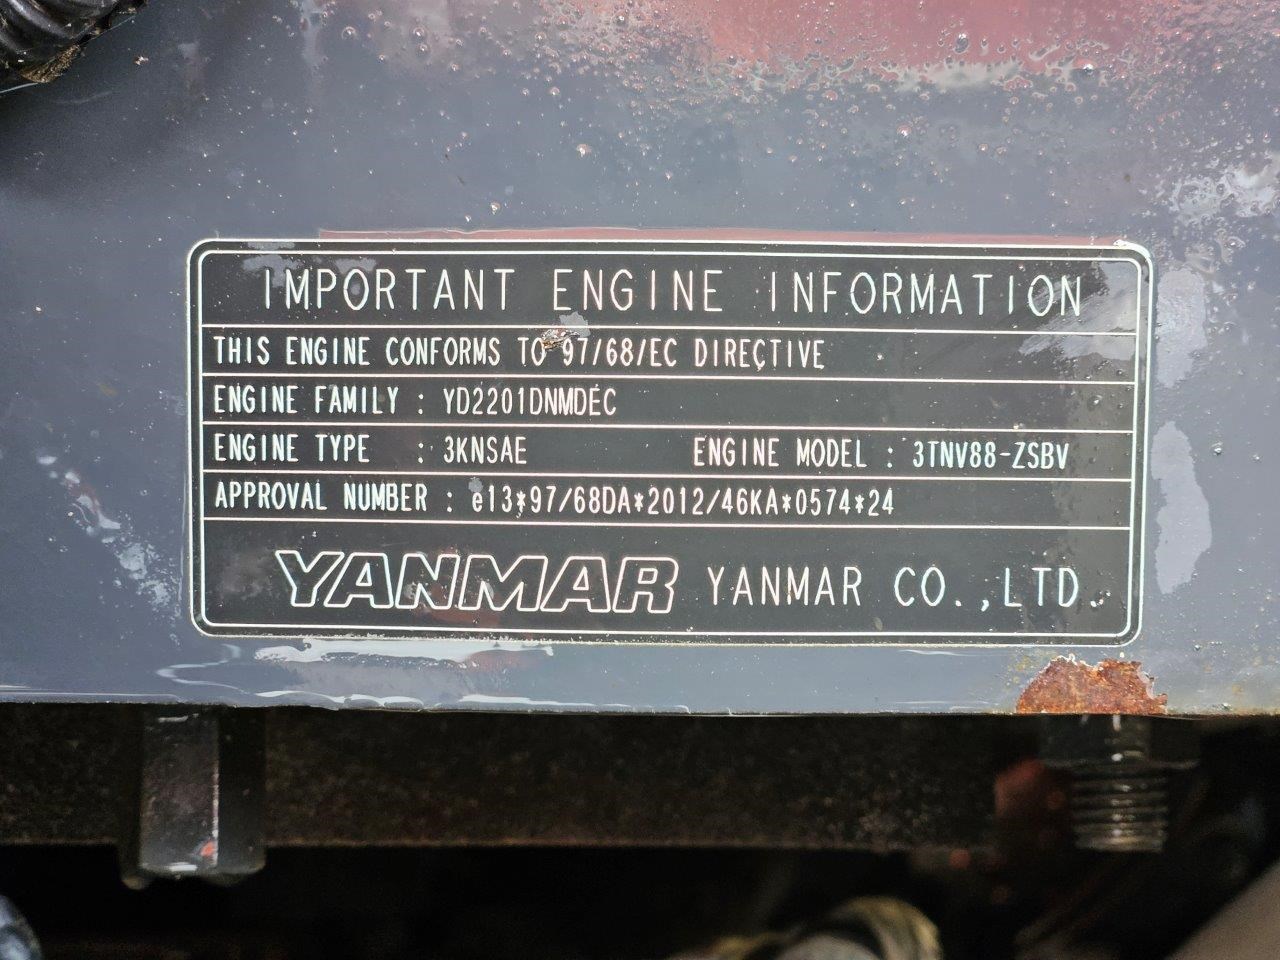 IMPORTANT ENGINE INFORMATION
THIS ENGINE CONFORMS TO 97/68/EC DIRECTIVE
ENGINE FAMILY : YD2201DNMDEC
ENGINE TYPE : 3KNSAE ENGINE MODEL : 3TNV88-ZSBV
APPROVAL NUMBER : e13*97/68DA*2012/46KA*0574*24
YANMAR YANMAR CO.,LTD.